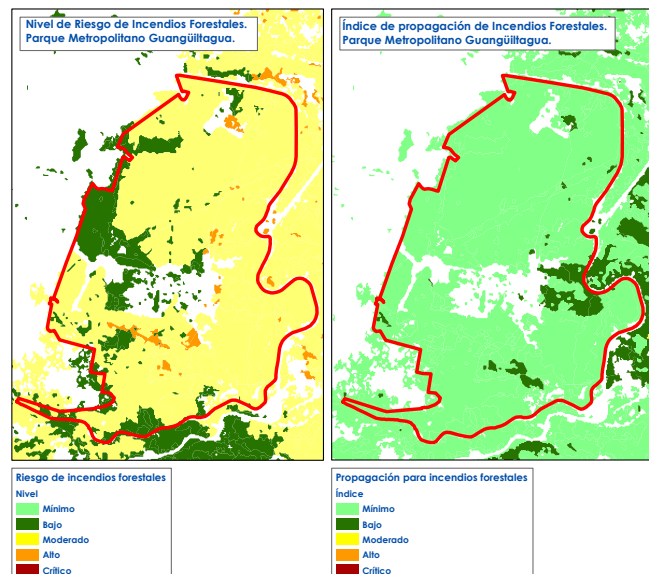 Nivel de Riesgo de Incendios Forestales.
Parque Metropolitano Guangüiltagua.
Índice de propagación de Incendios Forestales.
Parque Metropolitano Guangüiltagua.
Riesgo de incendios forestales
Nivel
Mínimo
Bajo
Moderado
Alto
Crítico
Propagación para incendios forestales
Índice
Mínimo
Bajo
Moderado
Alto
Crítico